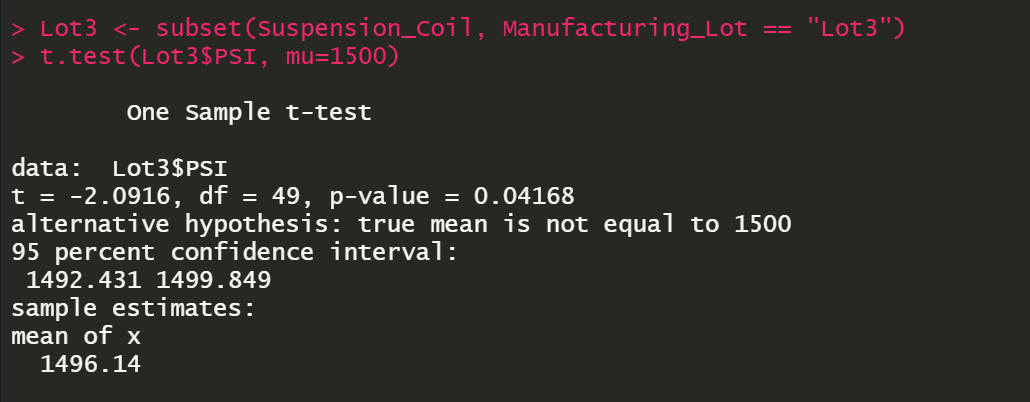 > Lot3 <- subset(Suspension_Coil, Manufacturing_Lot == "Lot3")
> t.test(Lot3$PSI, mu=1500)
One Sample t-test
data:  Lot3$PSI
t = -2.0916, df = 49, p-value = 0.04168
alternative hypothesis: true mean is not equal to 1500
95 percent confidence interval:
1492.431 1499.849
sample estimates:
mean of x
1496.14